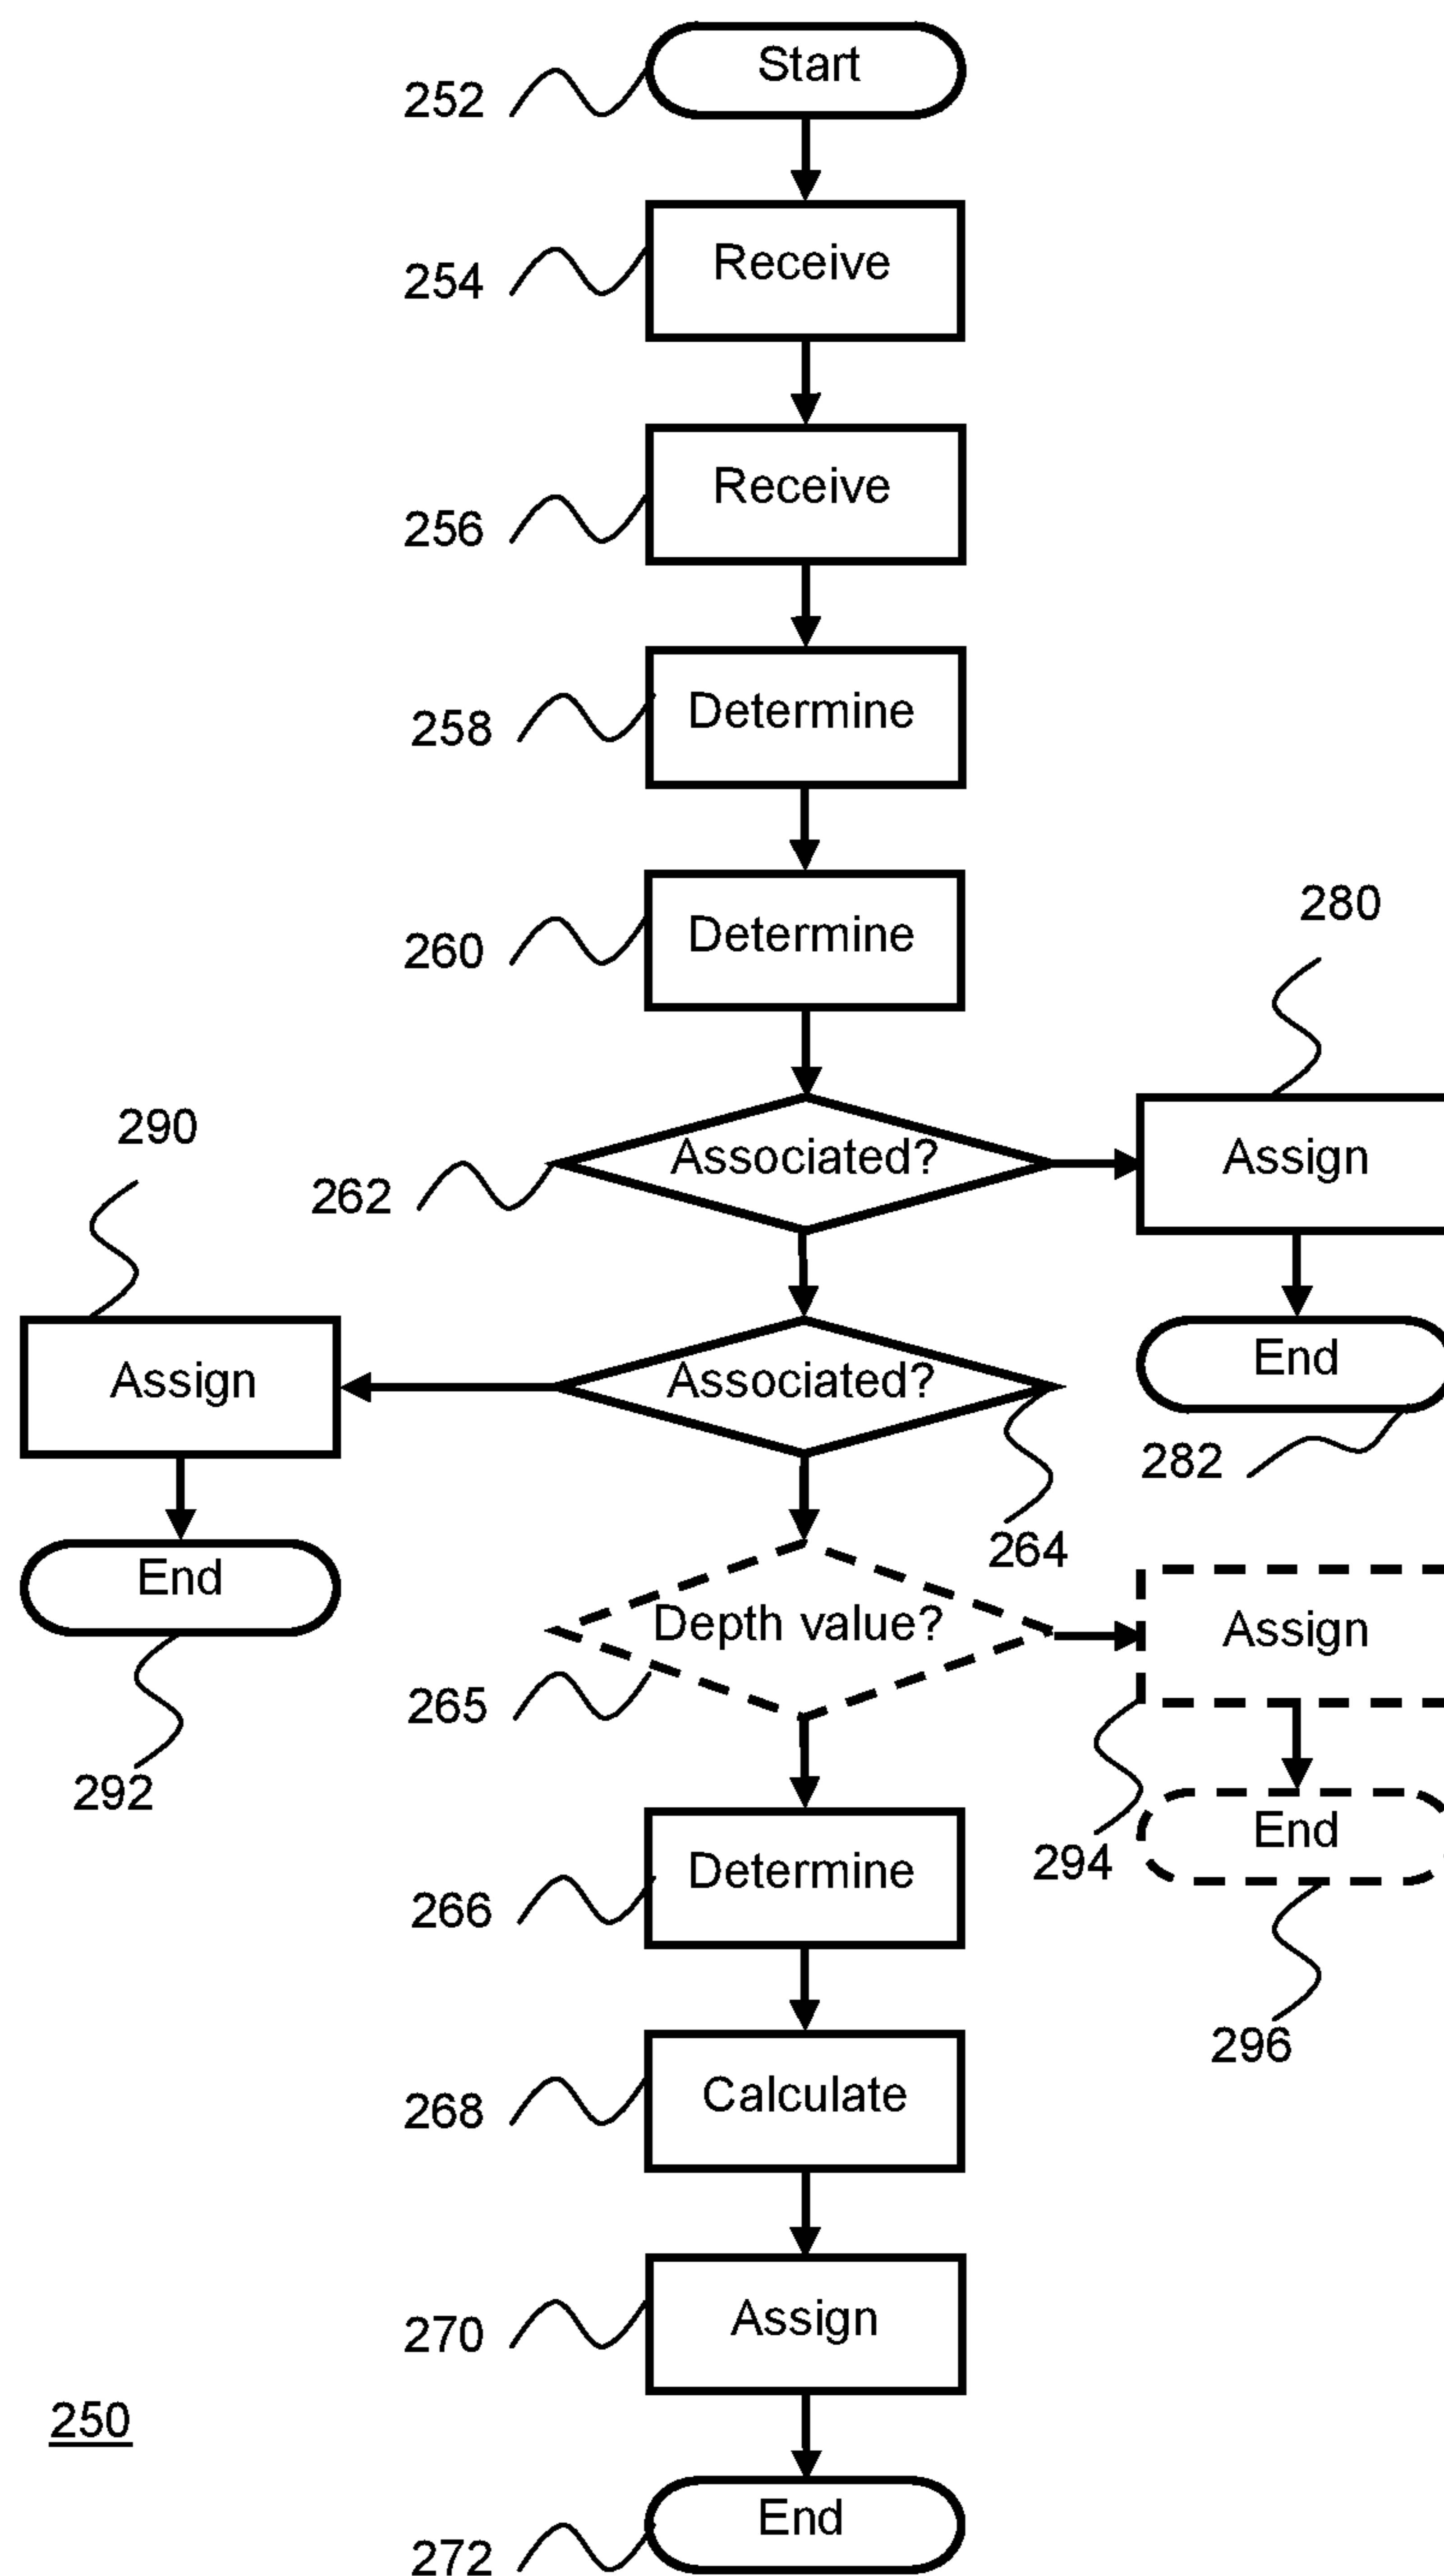 Start
252
Receive
254
Receive
256
Determine
258
Determine
260
280
Associated?
Assign
290
262
Associated?
Assign
End
282
264
End
Depth value?
Assign
265
292
End
294
Determine
266
296
Calculate
268
Assign
270
250
End
272